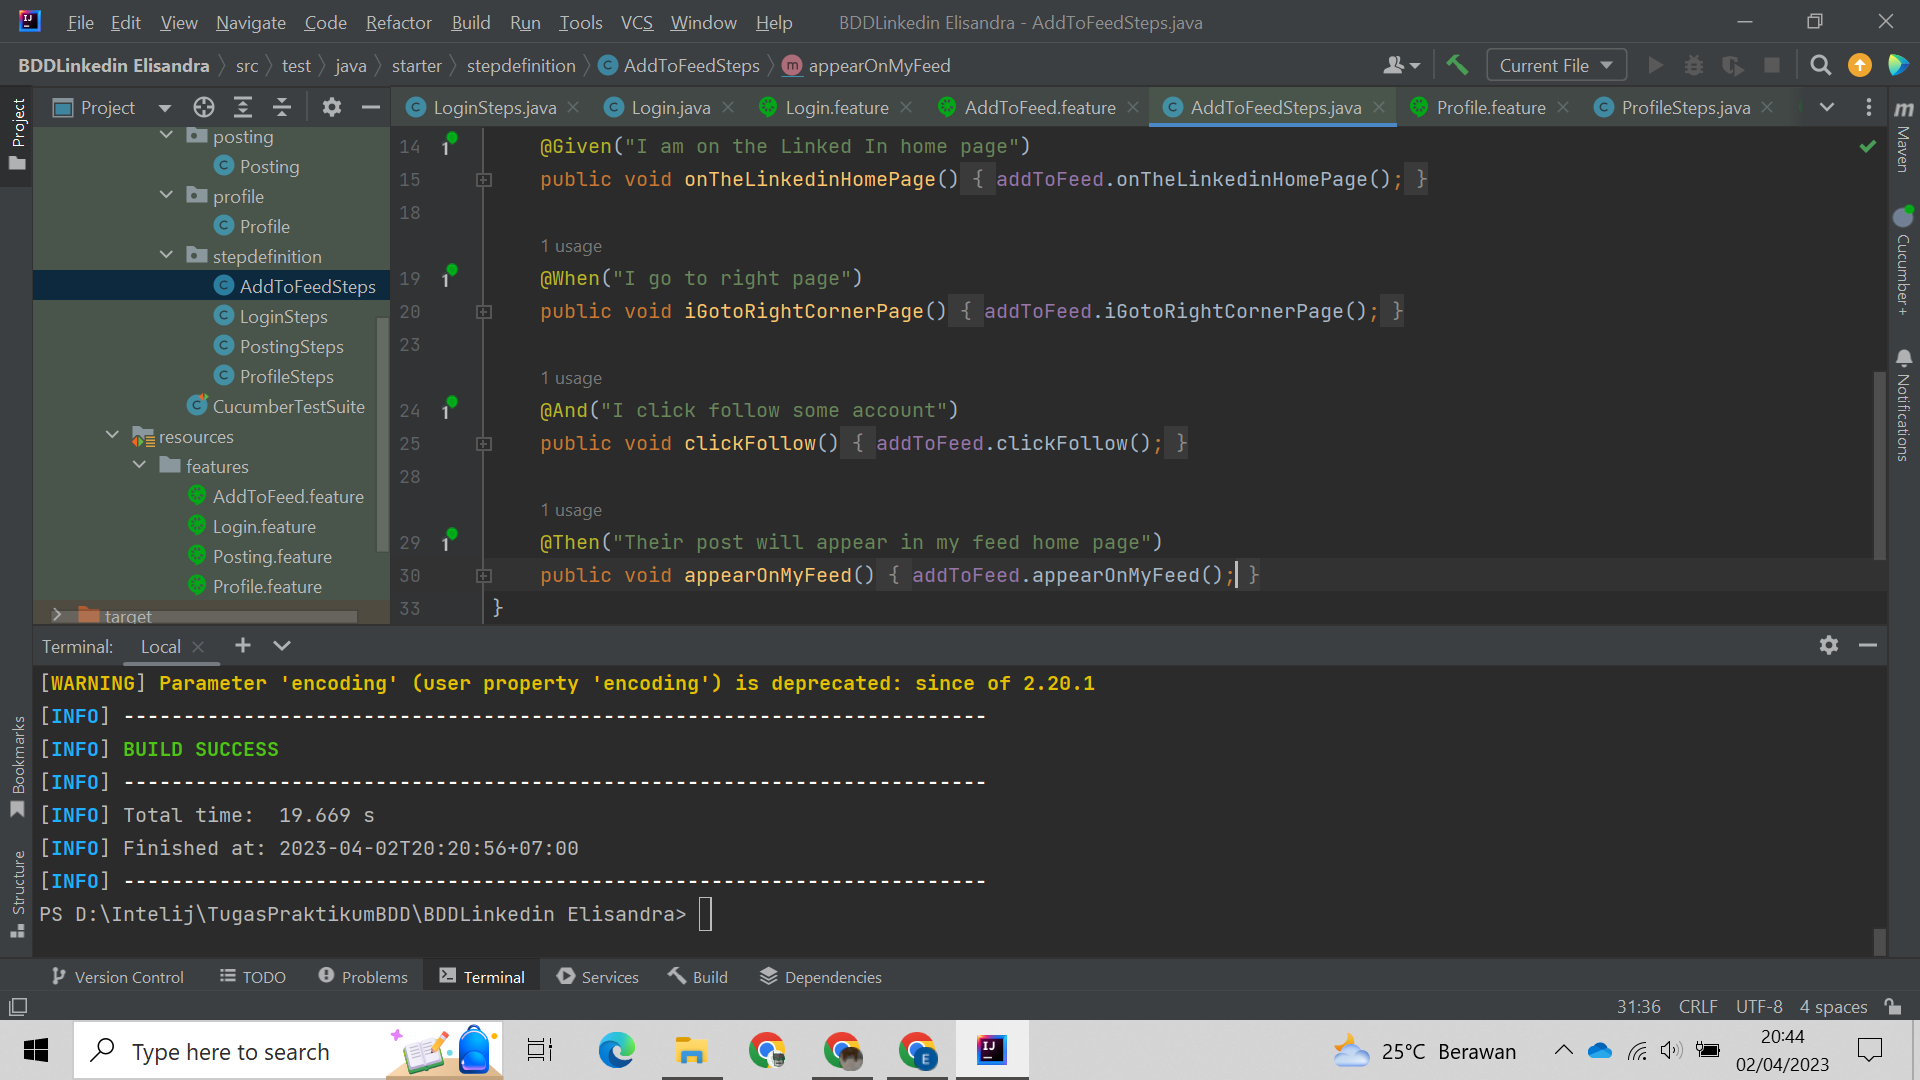 File Edit View Navigate Code Refactor Build Run Tools VCS Window Help BDDLinkedin Elisandra - AddToFeedSteps.java
BDDLinkedin Elisandra src test java starter stepdefinition AddToFeedSteps appearOnMyFeed Current File
Project LoginSteps.java Login.java Login.feature AddToFeed.feature AddToFeedSteps.java Profile.feature ProfileSteps.java
Project
posting
Posting
profile
Profile
stepdefinition
AddToFeedSteps
LoginSteps
PostingSteps
ProfileSteps
CucumberTestSuite
resources
features
AddToFeed.feature
Login.feature
Posting.feature
Profile.feature
target
14 @Given("I am on the Linked In home page")
15 public void onTheLinkedinHomePage() { addToFeed.onTheLinkedinHomePage(); }
18
1 usage
19 @When("I go to right page")
20 public void iGotoRightCornerPage() { addToFeed.iGotoRightCornerPage(); }
23
1 usage
24 @And("I click follow some account")
25 public void clickFollow() { addToFeed.clickFollow(); }
28
1 usage
29 @Then("Their post will appear in my feed home page")
30 public void appearOnMyFeed() { addToFeed.appearOnMyFeed(); }
33 }
Maven
Cucumber +
Notifications
Terminal: Local
[WARNING] Parameter 'encoding' (user property 'encoding') is deprecated: since of 2.20.1
[INFO] ------------------------------------------------------------------------
[INFO] BUILD SUCCESS
[INFO] ------------------------------------------------------------------------
[INFO] Total time:  19.669 s
[INFO] Finished at: 2023-04-02T20:20:56+07:00
[INFO] ------------------------------------------------------------------------
PS D:\Intelij\TugasPraktikumBDD\BDDLinkedin Elisandra>
Bookmarks
Structure
Version Control TODO Problems Terminal Services Build Dependencies
31:36 CRLF UTF-8 4 spaces
Type here to search
25°C Berawan
20:44
02/04/2023